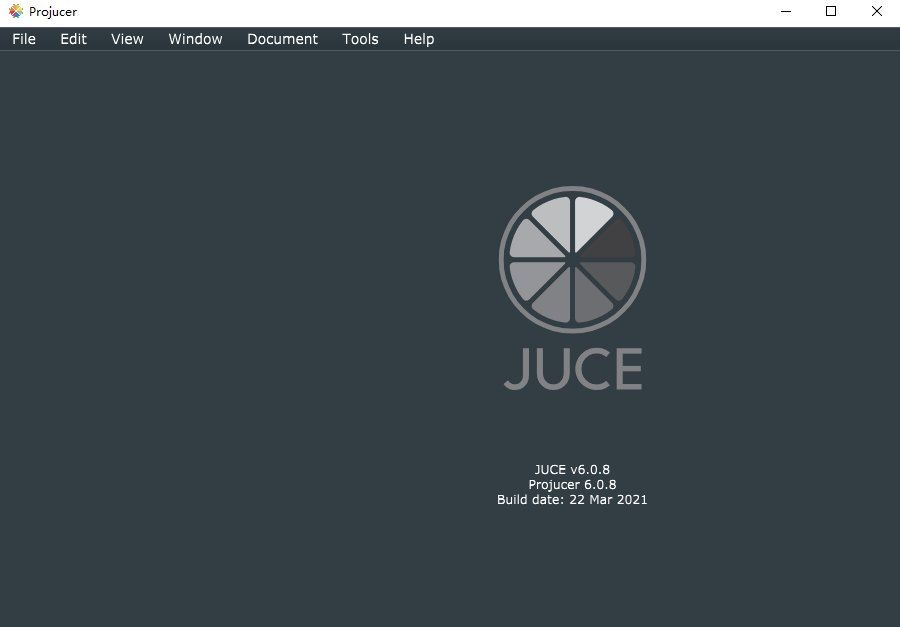 Projucer
File Edit View Window Document Tools Help
JUCE
JUCE v6.0.8
Projucer 6.0.8
Build date: 22 Mar 2021